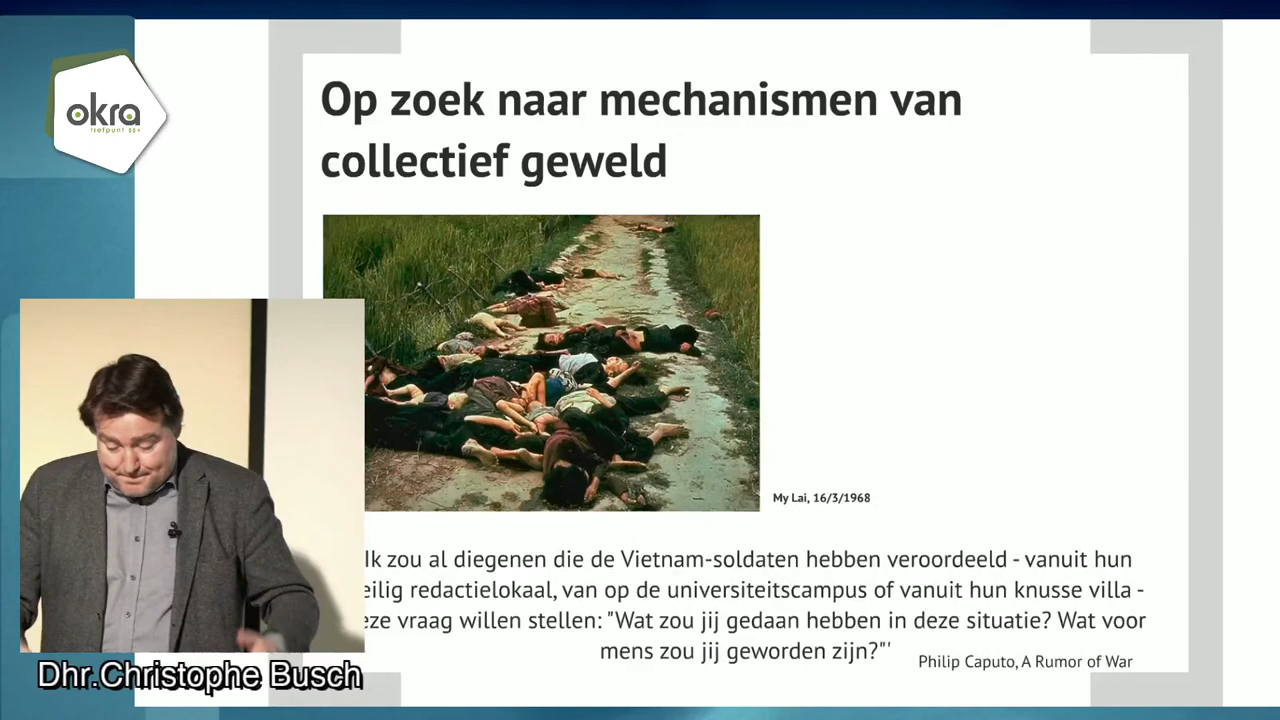 okra
trefpunt 55+
Op zoek naar mechanismen van
collectief geweld
My Lai, 16/3/1968
Ik zou al diegenen die de Vietnam-soldaten hebben veroordeeld - vanuit hun
eilig redactielokaal, van op de universiteitscampus of vanuit hun knusse villa -
eze vraag willen stellen: "Wat zou jij gedaan hebben in deze situatie? Wat voor
mens zou jij geworden zijn?"'
Philip Caputo, A Rumor of War
Dhr.Christophe Busch